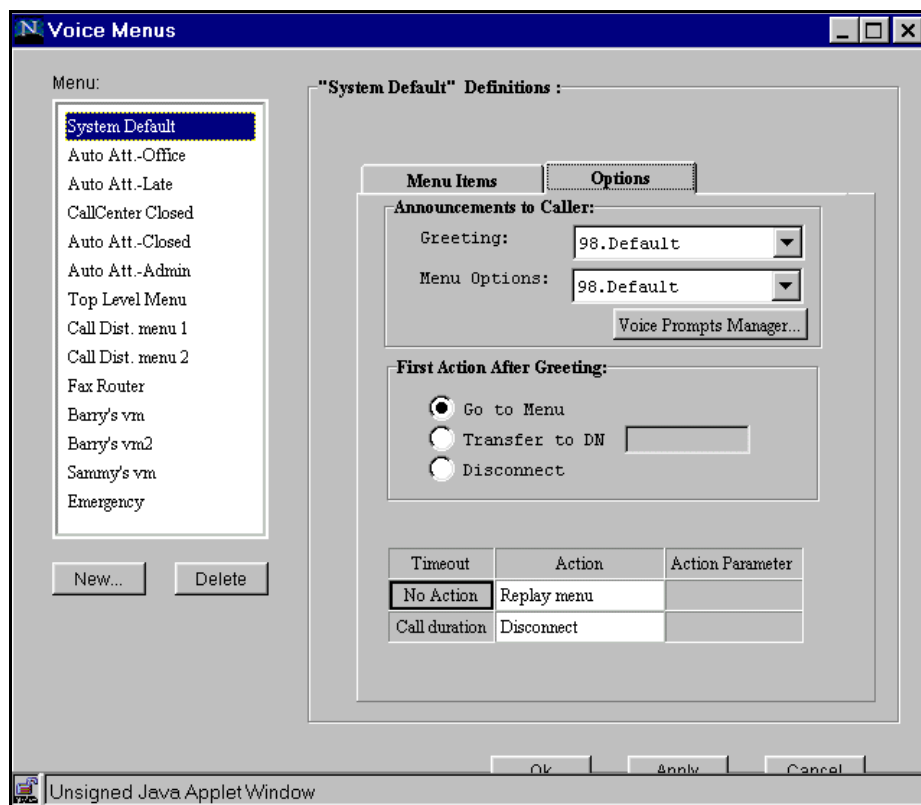 N Voice Menus
Menu:
System Default
Auto Att.-Office
Auto Att.-Late
CallCenter Closed
Auto Att.-Closed
Auto Att.-Admin
Top Level Menu
Call Dist. menu 1
Call Dist. menu 2
Fax Router
Barry's vm
Barry's vm2
Sammy's vm
Emergency
New...
Delete
"System Default" Definitions :
Menu Items
Options
Announcements to Caller:
Greeting:
98.Default
Menu Options:
98.Default
Voice Prompts Manager...
First Action After Greeting:
Go to Menu
Transfer to DN
Disconnect
Timeout Action Action Parameter
No Action Replay menu
Call duration Disconnect
Ok Apply Cancel
Unsigned Java Applet Window